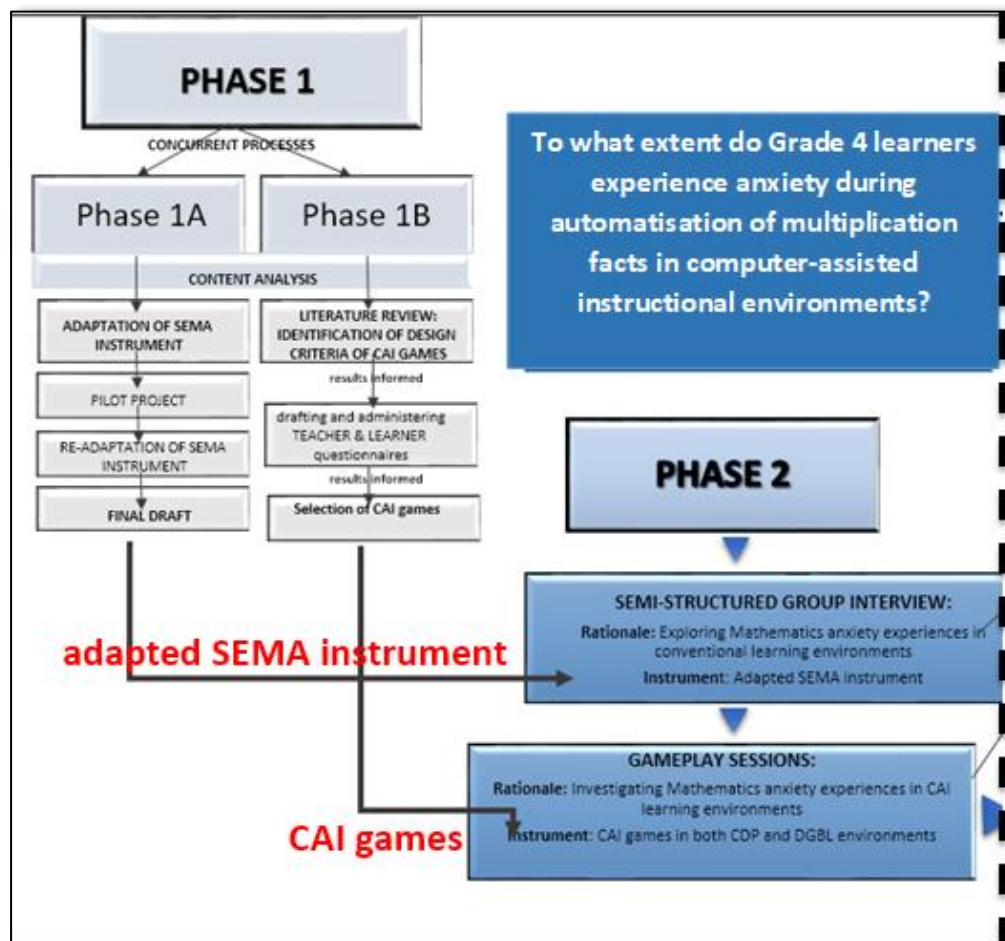 PHASE 1
CONCURRENT PROCESSES
Phase 1A
Phase 1B
CONTENT ANALYSIS
ADAPTATION OF SEMA
INSTRUMENT
PILOT PROJECT
RE-ADAPTATION OF SEMA
INSTRUMENT
FINAL DRAFT
LITERATURE REVIEW:
IDENTIFICATION OF DESIGN
CRITERIA OF CAI GAMES
results informed
drafting and administering
TEACHER & LEARNER
questionnaires
results informed
Selection of CAI games
To what extent do Grade 4 learners
experience anxiety during
automatisation of multiplication
facts in computer-assisted
instructional environments?
PHASE 2
adapted SEMA instrument
SEMI-STRUCTURED GROUP INTERVIEW:
Rationale: Exploring Mathematics anxiety experiences in
conventional learning environments
Instrument: Adapted SEMA instrument
CAI games
GAMEPLAY SESSIONS:
Rationale: Investigating Mathematics anxiety experiences in CAI
learning environments
Instrument: CAI games in both CDP and DGBL environments